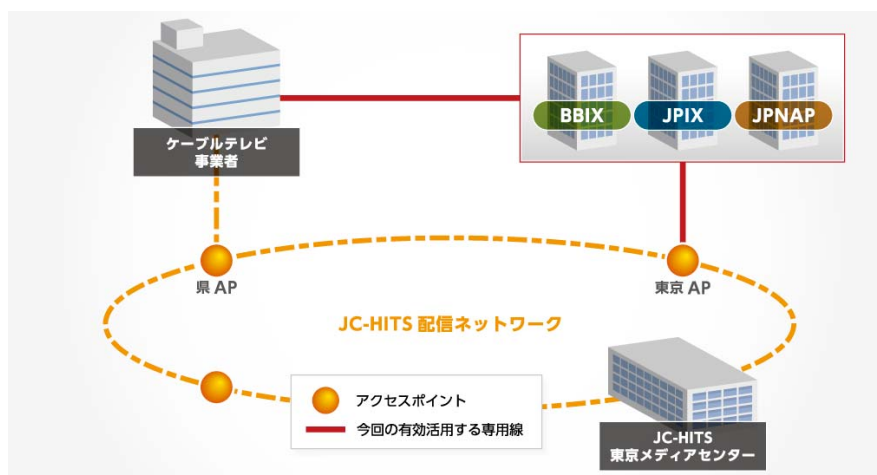 BBIX
JPIX
JPNAP
ケーブルテレビ
事業者
県 AP
東京 AP
JC-HITS 配信ネットワーク
アクセスポイント
今回の有効活用する専用線
JC-HITS
東京メディアセンター